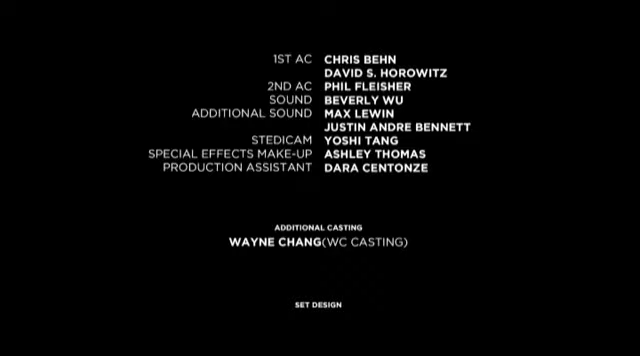 1ST AC CHRIS BEHN
DAVID S. HOROWITZ
2ND AC PHIL FLEISHER
SOUND BEVERLY WU
ADDITIONAL SOUND MAX LEWIN
JUSTIN ANDRE BENNETT
STEDICAM YOSHI TANG
SPECIAL EFFECTS MAKE-UP ASHLEY THOMAS
PRODUCTION ASSISTANT DARA CENTONZE
ADDITIONAL CASTING
WAYNE CHANG(WC CASTING)
SET DESIGN